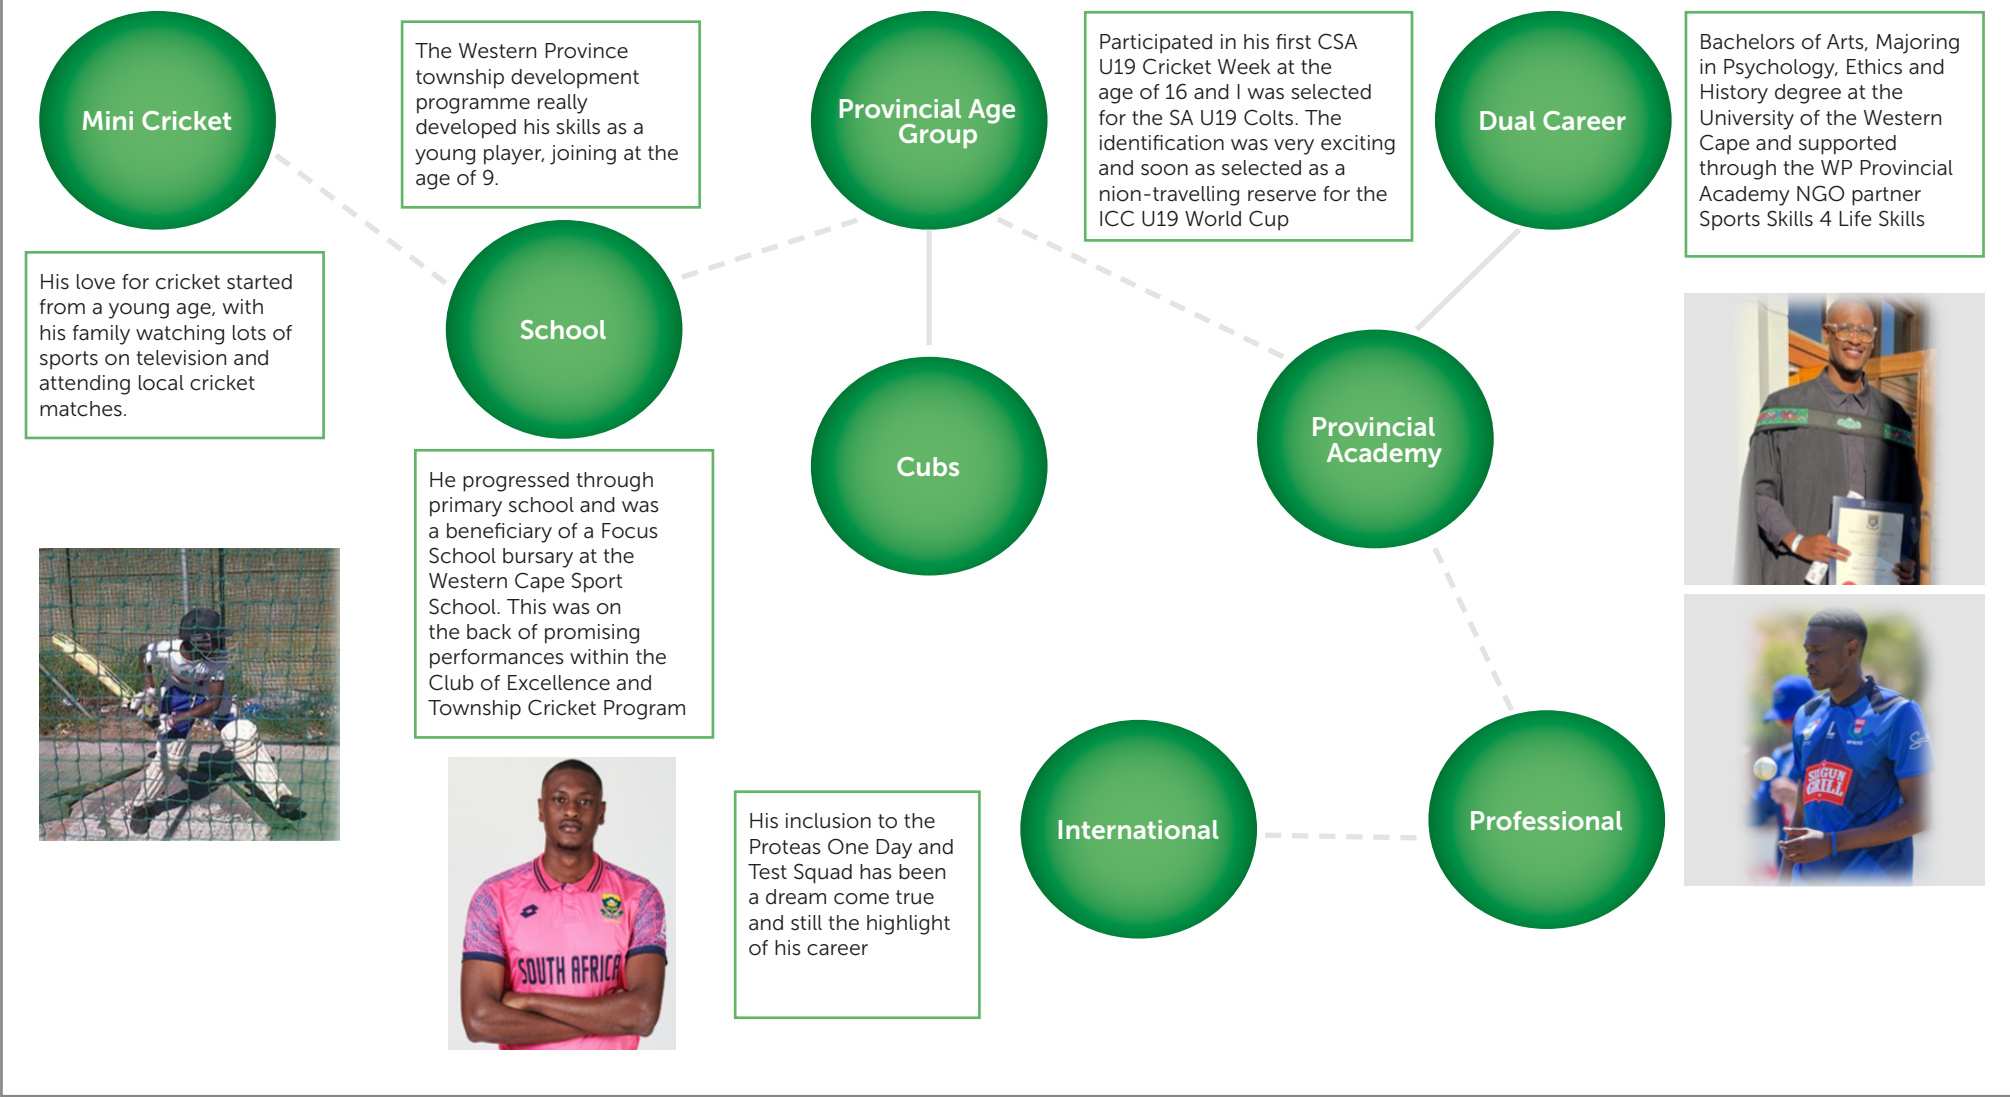 Mini Cricket
His love for cricket started
from a young age, with
his family watching lots of
sports on television and
attending local cricket
matches.
The Western Province
township development
programme really
developed his skills as a
young player, joining at the
age of 9.
School
He progressed through
primary school and was
a beneficiary of a Focus
School bursary at the
Western Cape Sport
School. This was on
the back of promising
performances within the
Club of Excellence and
Township Cricket Program
Provincial Age
Group
Cubs
Participated in his first CSA
U19 Cricket Week at the
age of 16 and I was selected
for the SA U19 Colts. The
identification was very exciting
and soon as selected as a
nion-travelling reserve for the
ICC U19 World Cup
Provincial
Academy
Dual Career
Bachelors of Arts, Majoring
in Psychology, Ethics and
History degree at the
University of the Western
Cape and supported
through the WP Provincial
Academy NGO partner
Sports Skills 4 Life Skills
Professional
GRILL
International
His inclusion to the
Proteas One Day and
Test Squad has been
a dream come true
and still the highlight
of his career
SOUTH AFRICA